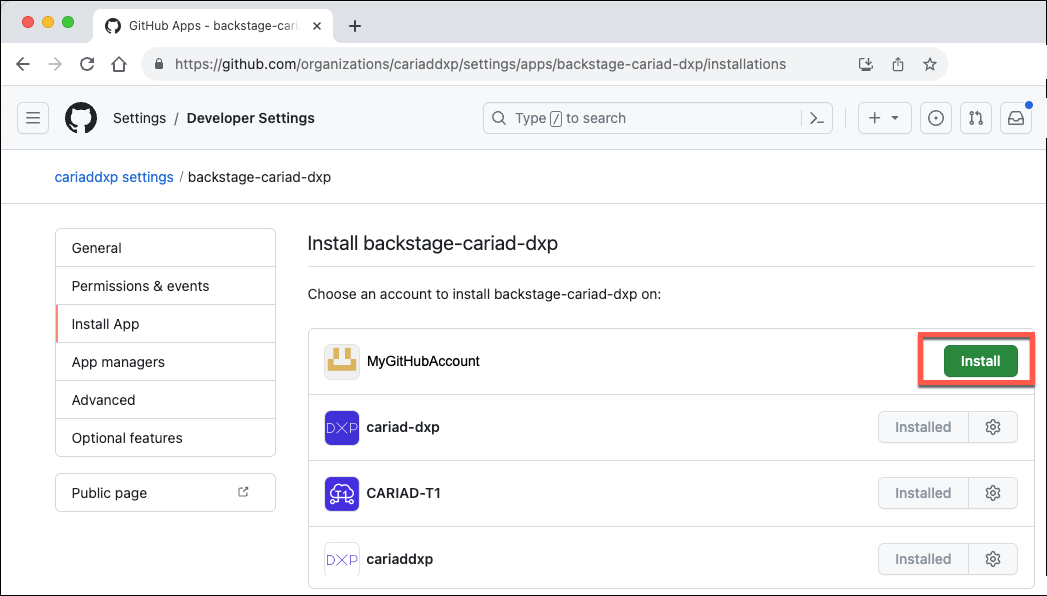 GitHub Apps - backstage-cari
https://github.com/organizations/cariaddxp/settings/apps/backstage-cariad-dxp/installations
Settings / Developer Settings
Type / to search
cariaddxp settings / backstage-cariad-dxp
General
Permissions & events
Install App
App managers
Advanced
Optional features
Public page
Install backstage-cariad-dxp
Choose an account to install backstage-cariad-dxp on:
MyGitHubAccount Install
DXP cariad-dxp Installed
T1 CARIAD-T1 Installed
DXP cariaddxp Installed